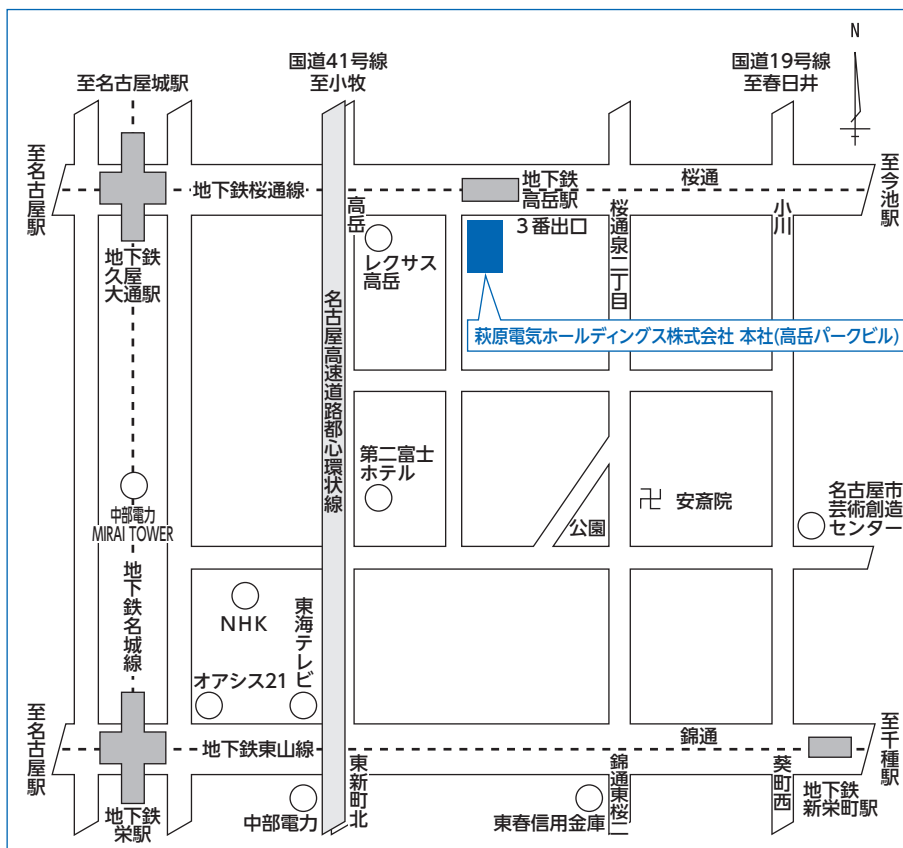 N
国道41号線
至小牧
国道19号線
至春日井
至名古屋城駅
至名古屋駅
地下鉄桜通線
地下鉄
高岳駅
桜通
至今池駅
3番出口
高岳
レクサス
高岳
桜通泉二丁目
小川
地下鉄
久屋
大通駅
名古屋高速道路都心環状線
萩原電気ホールディングス株式会社 本社(高岳パークビル)
第二富士
ホテル
中部電力
MIRAI TOWER
公園
卍 安斎院
名古屋市
芸術創造
センター
地下鉄名城線
NHK
東海テレビ
オアシス21
至名古屋駅
地下鉄東山線
錦通
至千種駅
地下鉄
栄駅
中部電力
東新町北
東春信用金庫
錦通東桜二
葵町西
地下鉄
新栄町駅